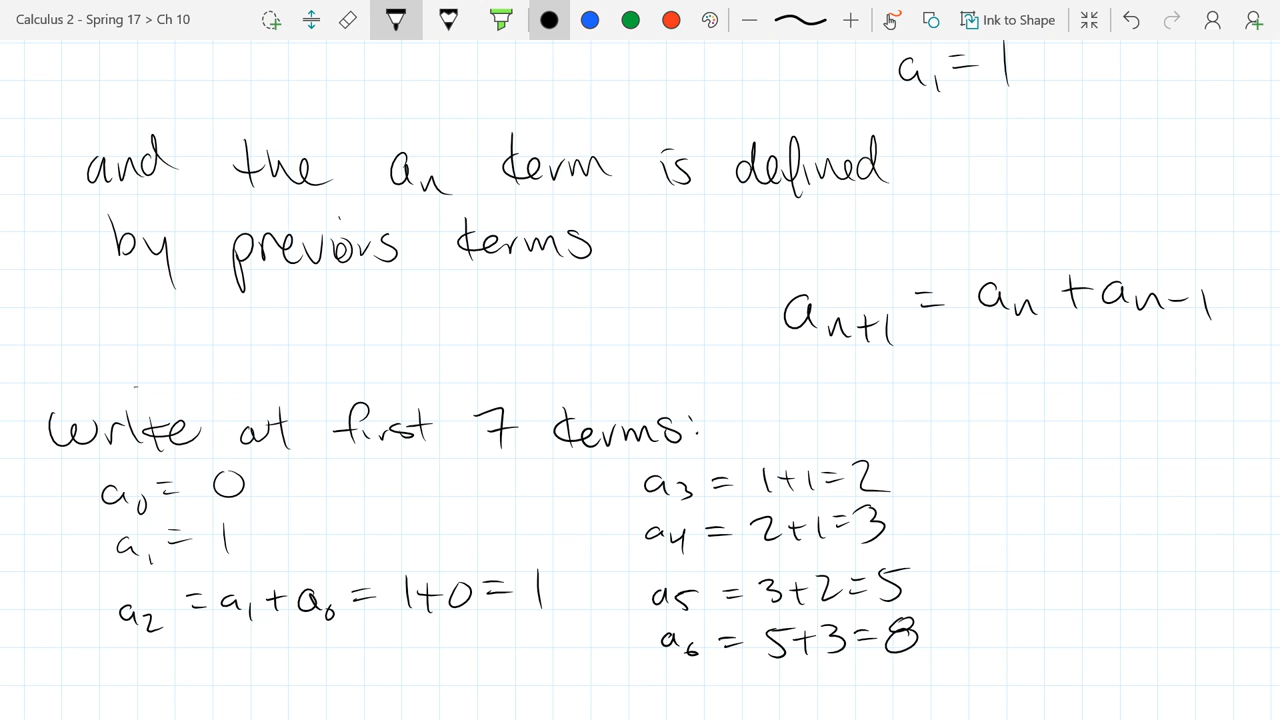 Calculus 2 - Spring 17 > Ch 10
Ink to Shape
a₁ = 1
and the aₙ term is defined
by previous terms
aₙ₊₁ = aₙ + aₙ₋₁
write at first 7 terms:
a₀ = 0
a₁ = 1
a₂ = a₁ + a₀ = 1+0 = 1
a₃ = 1+1=2
a₄ = 2+1=3
a₅ = 3+2=5
a₆ = 5+3=8